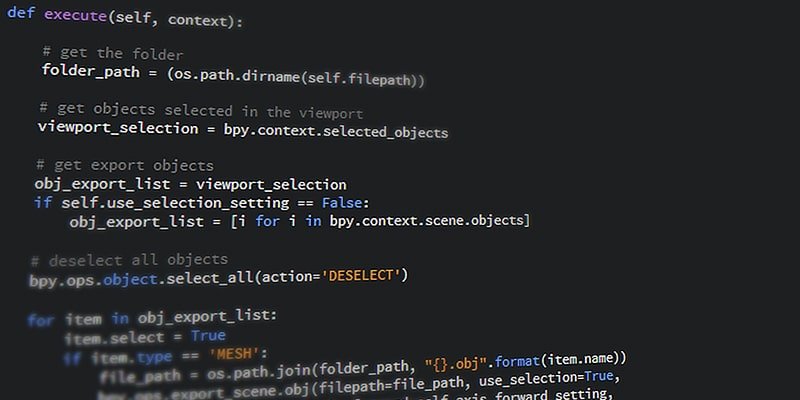 def execute(self, context):
# get the folder
folder_path = (os.path.dirname(self.filepath))
# get objects selected in the viewport
viewport_selection = bpy.context.selected_objects
# get export objects
obj_export_list = viewport_selection
if self.use_selection_setting == False:
obj_export_list = [i for i in bpy.context.scene.objects]
# deselect all objects
bpy.ops.object.select_all(action='DESELECT')
for item in obj_export_list:
item.select = True
if item.type == 'MESH':
file_path = os.path.join(folder_path, "{}.obj".format(item.name))
bpy.ops.export_scene.obj(filepath=file_path, use_selection=True,
self.axis_forward_setting,